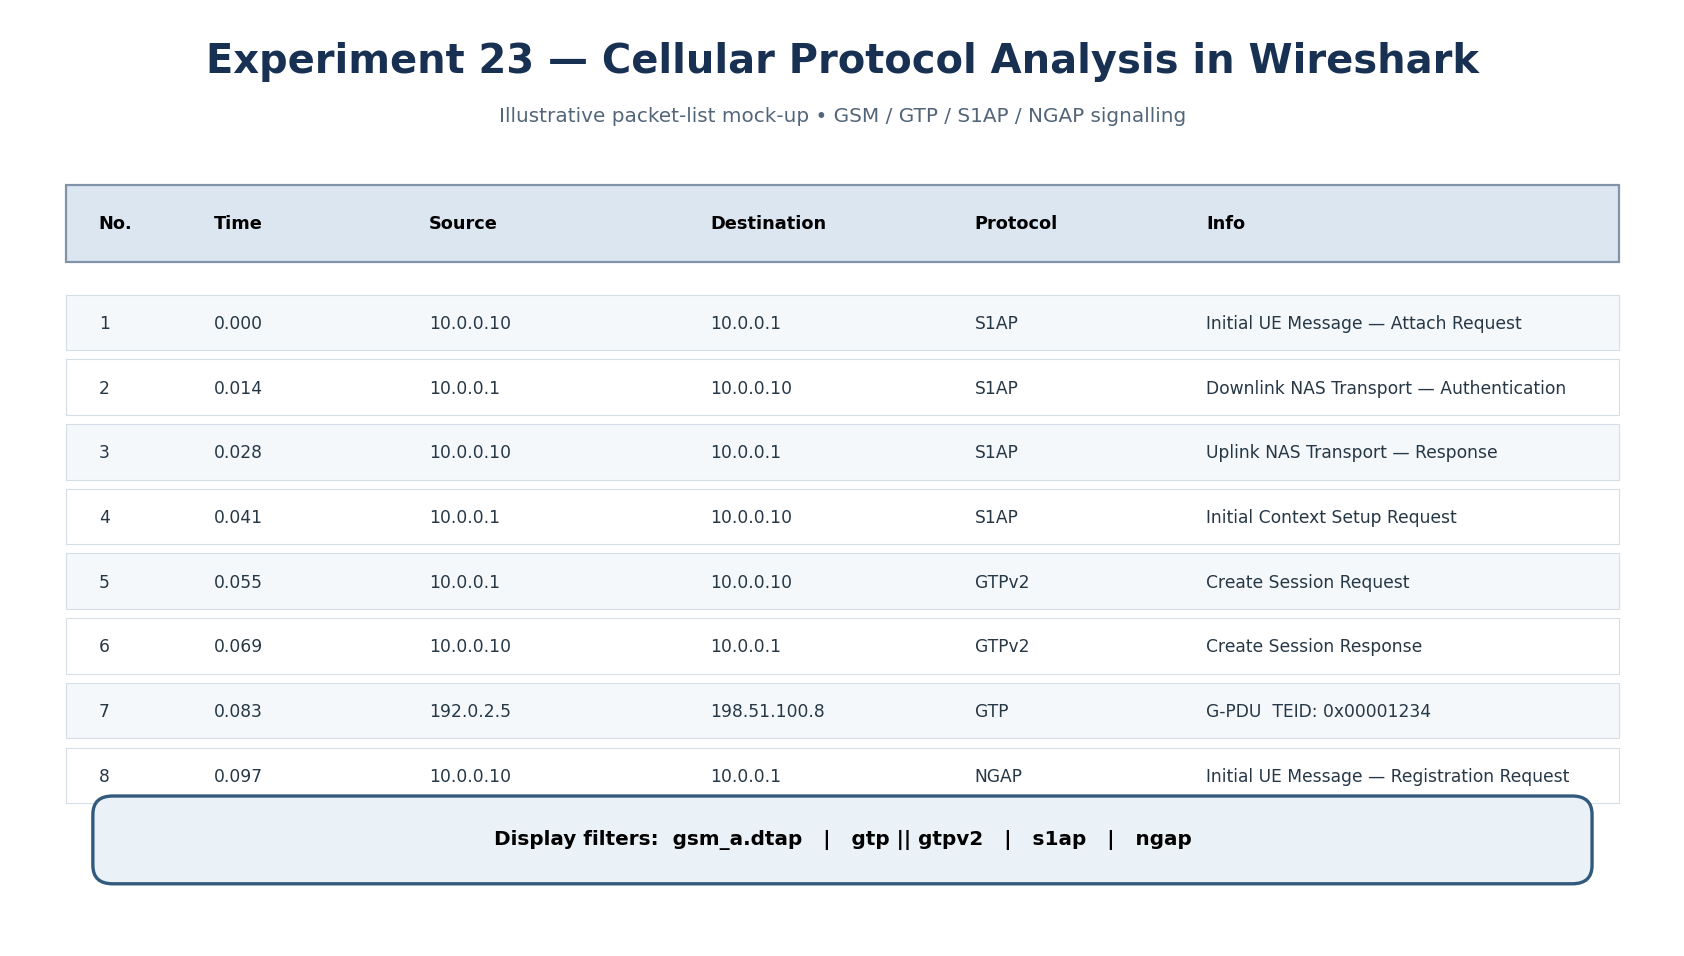 Experiment 23 — Cellular Protocol Analysis in Wireshark
Illustrative packet-list mock-up • GSM / GTP / S1AP / NGAP signalling
No. Time Source Destination Protocol Info
1 0.000 10.0.0.10 10.0.0.1 S1AP Initial UE Message — Attach Request
2 0.014 10.0.0.1 10.0.0.10 S1AP Downlink NAS Transport — Authentication
3 0.028 10.0.0.10 10.0.0.1 S1AP Uplink NAS Transport — Response
4 0.041 10.0.0.1 10.0.0.10 S1AP Initial Context Setup Request
5 0.055 10.0.0.1 10.0.0.10 GTPv2 Create Session Request
6 0.069 10.0.0.10 10.0.0.1 GTPv2 Create Session Response
7 0.083 192.0.2.5 198.51.100.8 GTP G-PDU  TEID: 0x00001234
8 0.097 10.0.0.10 10.0.0.1 NGAP Initial UE Message — Registration Request
Display filters:  gsm_a.dtap   |   gtp || gtpv2   |   s1ap   |   ngap